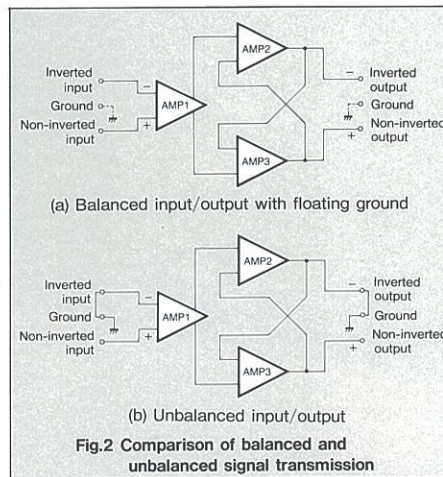 AMP2
Inverted
input
Ground
Non-inverted
input
−
+
AMP1
−
+
Inverted
output
Ground
Non-inverted
output
AMP3
(a) Balanced input/output with floating ground
AMP2
Inverted
input
Ground
Non-inverted
input
−
+
AMP1
−
+
Inverted
output
Ground
Non-inverted
output
AMP3
(b) Unbalanced input/output
Fig.2 Comparison of balanced and
unbalanced signal transmission